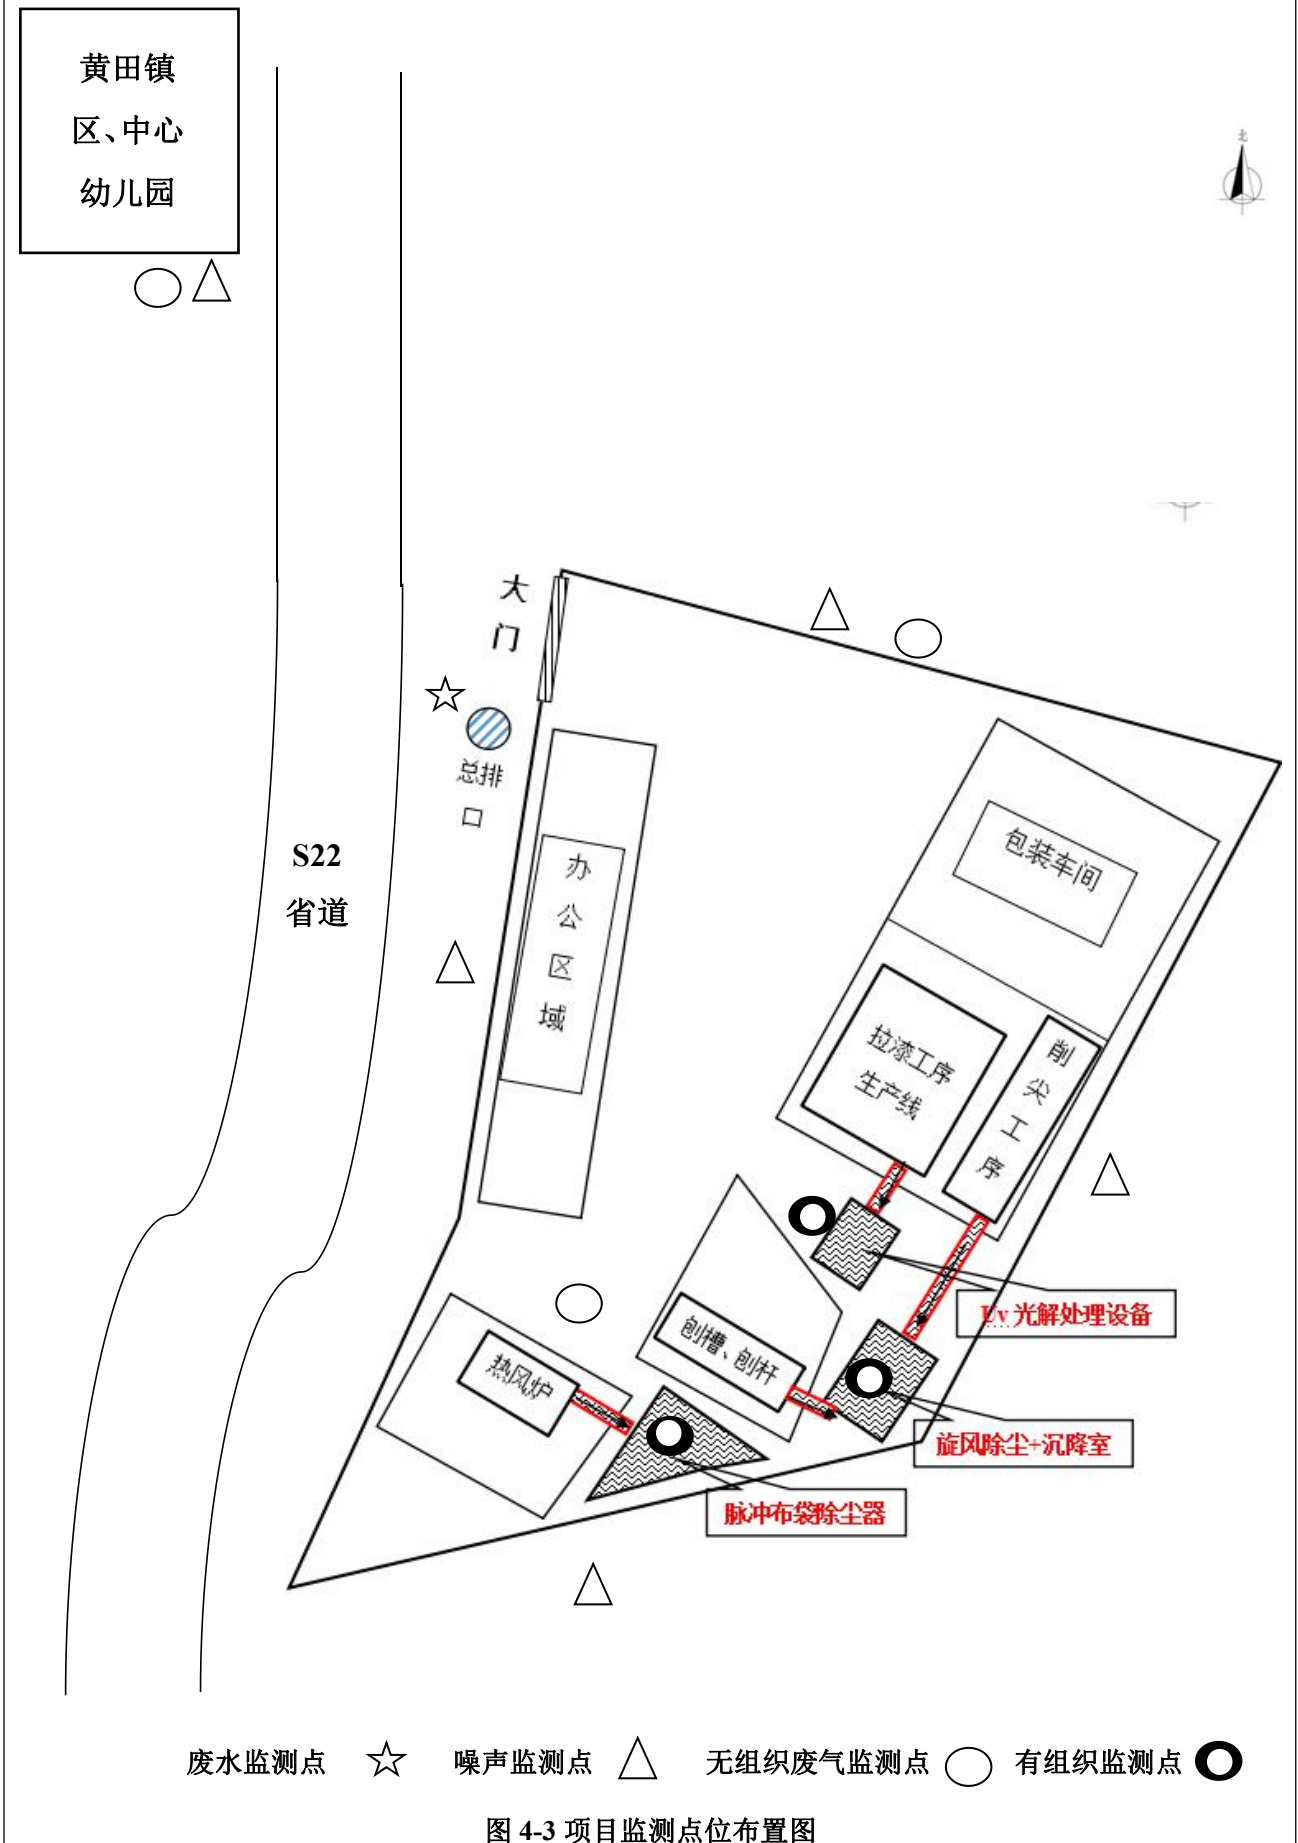 黄田镇
区、中心
幼儿园
北
大
门
总排
口
S22
省道
办
公
区
域
包装车间
拉漆工序
生产线
削
尖
工
序
Uv 光解处理设备
刨槽、刨杆
热风炉
旋风除尘+沉降室
脉冲布袋除尘器
废水监测点 ☆ 噪声监测点 △ 无组织废气监测点 ○ 有组织监测点
图 4-3 项目监测点位布置图